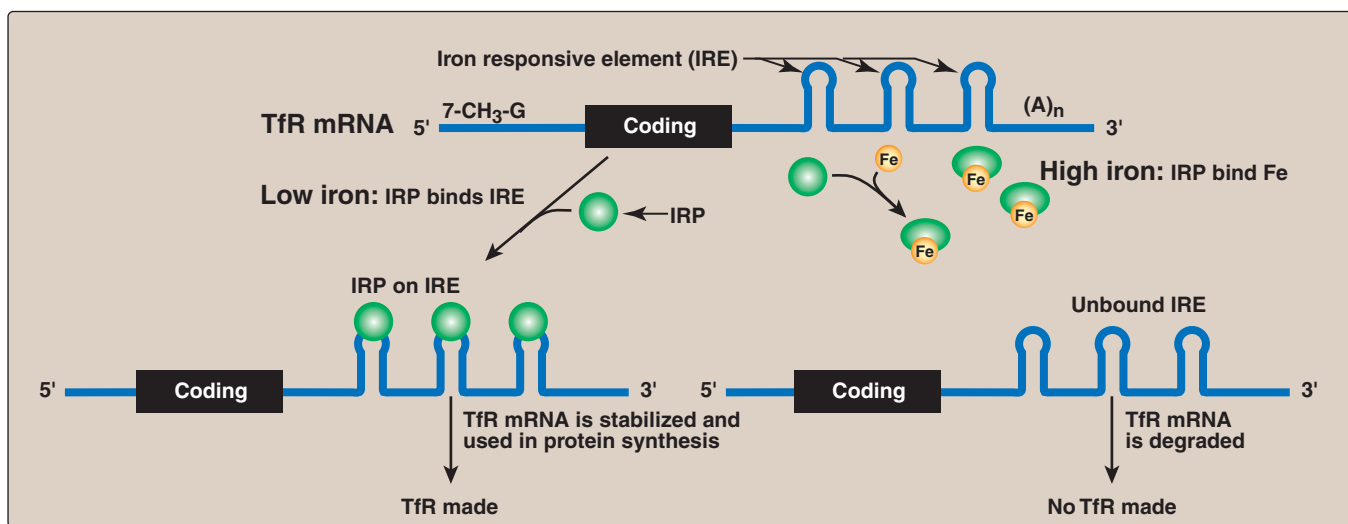 Iron responsive element (IRE)
7-CH3-G
(A)n
TfR mRNA 5' Coding 3'
Low iron: IRP binds IRE
Fe
Fe
High iron: IRP bind Fe
Fe
IRP
Fe
IRP on IRE
Unbound IRE
5' Coding 3'
5' Coding 3'
TfR mRNA is stabilized and
used in protein synthesis
TfR mRNA
is degraded
TfR made
No TfR made